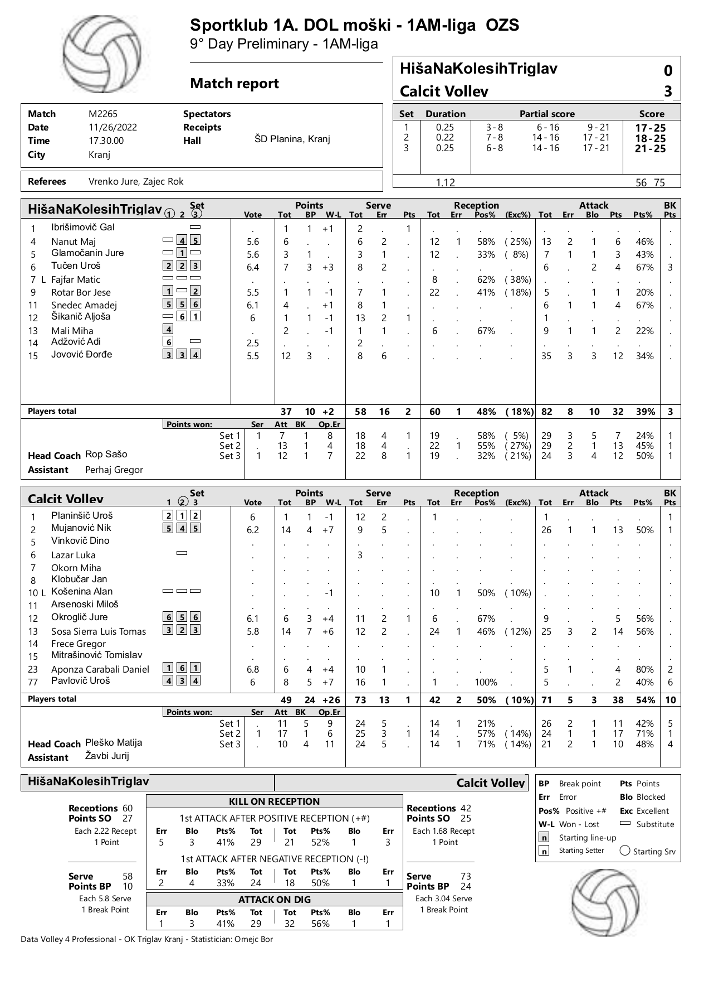 Sportklub 1A. DOL moški - 1AM-liga OZS
9° Day Preliminary - 1AM-liga
Match report
HišaNaKolesihTriglav 0
Calcit Volley 3
Match M2265 Spectators
Date 11/26/2022 Receipts
Time 17.30.00 Hall ŠD Planina, Kranj
City Kranj
Referees Vrenko Jure, Zajec Rok
Set Duration Partial score Score
1 0.25 3-8 6-16 9-21 17-25
2 0.22 7-8 14-16 17-21 18-25
3 0.25 6-8 14-16 17-21 21-25
1.12 56 75
HišaNaKolesihTriglav Set Points Serve Reception Attack BK
1 2 3 Vote Tot BP W-L Tot Err Pts Tot Err Pos% (Exc%) Tot Err Blo Pts Pts% Pts
1 Ibrišimovič Gal . 1 1 +1 2 . 1 . . . . . . . . . .
4 Nanut Maj 4 5 5.6 6 . . 6 2 . 12 1 58% ( 25%) 13 2 1 6 46% .
5 Glamočanin Jure 1 5.6 3 1 . 3 1 . 12 . 33% ( 8%) 7 1 1 3 43% .
6 Tučen Uroš 2 2 3 6.4 7 3 +3 8 2 . . . . . 6 . 2 4 67% 3
7 L Fajfar Matic . . . . . . . 8 . 62% ( 38%) . . . . . .
9 Rotar Bor Jese 1 2 5.5 1 1 -1 7 1 . 22 . 41% ( 18%) 5 . 1 1 20% .
11 Snedec Amadej 5 5 6 6.1 4 . +1 8 1 . . . . . 6 1 1 4 67% .
12 Šikanič Aljoša 6 1 6 1 1 -1 13 2 1 . . . . 1 . . . . .
13 Mali Miha 4 . 2 . -1 1 1 . 6 . 67% . 9 1 1 2 22% .
14 Adžović Adi 6 2.5 . . . 2 . . . . . . . . . . . .
15 Jovović Đorđe 3 3 4 5.5 12 3 . 8 6 . . . . . 35 3 3 12 34% .
Players total 37 10 +2 58 16 2 60 1 48% ( 18%) 82 8 10 32 39% 3
Points won: Ser Att BK Op.Er
Set 1 1 7 1 8 18 4 1 19 . 58% ( 5%) 29 3 5 7 24% 1
Set 2 . 13 1 4 18 4 . 22 1 55% ( 27%) 29 2 1 13 45% 1
Head Coach Rop Sašo Set 3 1 12 1 7 22 8 1 19 . 32% ( 21%) 24 3 4 12 50% 1
Assistant Perhaj Gregor
Calcit Volley Set Points Serve Reception Attack BK
1 2 3 Vote Tot BP W-L Tot Err Pts Tot Err Pos% (Exc%) Tot Err Blo Pts Pts% Pts
1 Planinšič Uroš 2 1 2 6 1 1 -1 12 2 . 1 . . . 1 . . . . 1
2 Mujanović Nik 5 4 5 6.2 14 4 +7 9 5 . . . . . 26 1 1 13 50% 1
5 Vinkovič Dino . . . . . . . . . . . . . . . . .
6 Lazar Luka . . . . 3 . . . . . . . . . . . .
7 Okorn Miha . . . . . . . . . . . . . . . . .
8 Klobučar Jan . . . . . . . . . . . . . . . . .
10 L Košenina Alan . . . -1 . . . 10 1 50% ( 10%) . . . . . .
11 Arsenoski Miloš . . . . . . . . . . . . . . . . .
12 Okroglič Jure 6 5 6 6.1 6 3 +4 11 2 1 6 . 67% . 9 . . 5 56% .
13 Sosa Sierra Luis Tomas 3 2 3 5.8 14 7 +6 12 2 . 24 1 46% ( 12%) 25 3 2 14 56% .
14 Frece Gregor . . . . . . . . . . . . . . . . .
15 Mitrašinović Tomislav . . . . . . . . . . . . . . . . .
23 Aponza Carabali Daniel 1 6 1 6.8 6 4 +4 10 1 . . . . . 5 1 . 4 80% 2
77 Pavlovič Uroš 4 3 4 6 8 5 +7 16 1 . 1 . 100% . 5 . . 2 40% 6
Players total 49 24 +26 73 13 1 42 2 50% ( 10%) 71 5 3 38 54% 10
Points won: Ser Att BK Op.Er
Set 1 . 11 5 9 24 5 . 14 1 21% . 26 2 1 11 42% 5
Set 2 1 17 1 6 25 3 1 14 . 57% ( 14%) 24 1 1 17 71% 1
Head Coach Pleško Matija Set 3 . 10 4 11 24 5 . 14 1 71% ( 14%) 21 2 1 10 48% 4
Assistant Žavbi Jurij
HišaNaKolesihTriglav Calcit Volley
Receptions 60
Points SO 27
Each 2.22 Recept
1 Point
Serve 58
Points BP 10
Each 5.8 Serve
1 Break Point
KILL ON RECEPTION
1st ATTACK AFTER POSITIVE RECEPTION (+#)
Err Blo Pts% Tot Tot Pts% Blo Err
5 3 41% 29 21 52% 1 3
1st ATTACK AFTER NEGATIVE RECEPTION (-!)
Err Blo Pts% Tot Tot Pts% Blo Err
2 4 33% 24 18 50% 1 1
ATTACK ON DIG
Err Blo Pts% Tot Tot Pts% Blo Err
1 3 41% 29 32 56% 1 1
Receptions 42
Points SO 25
Each 1.68 Recept
1 Point
Serve 73
Points BP 24
Each 3.04 Serve
1 Break Point
BP Break point Pts Points
Err Error Blo Blocked
Pos% Positive +# Exc Excellent
W-L Won - Lost Substitute
n Starting line-up
n Starting Setter Starting Srv
Data Volley 4 Professional - OK Triglav Kranj - Statistician: Omejc Bor